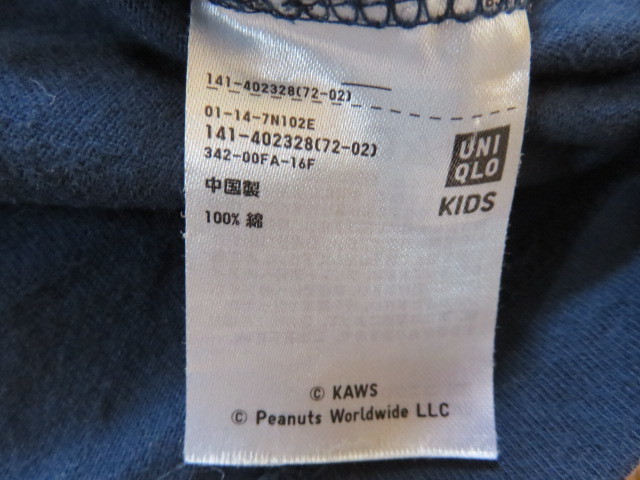 141-402328(72-02)
01-14-7N102E
141-402328(72-02)
342-00FA-16F
中国製
100% 綿
UNI
QLO
KIDS
© KAWS
© Peanuts Worldwide LLC